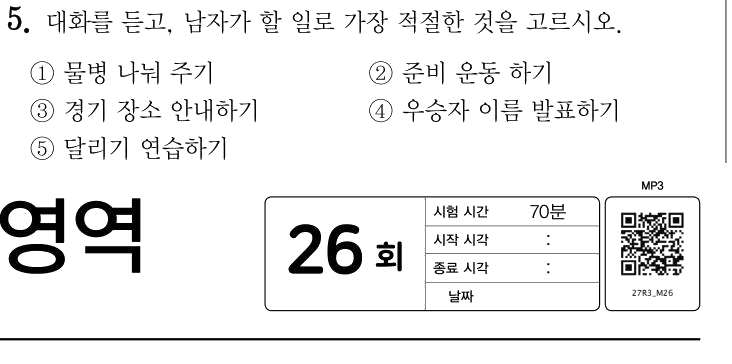 5. 대화를 듣고, 남자가 할 일로 가장 적절한 것을 고르시오.
① 물병 나눠 주기 ② 준비 운동 하기
③ 경기 장소 안내하기 ④ 우승자 이름 발표하기
⑤ 달리기 연습하기
MP3
영역
26회
시험 시간 70분
시작 시각 :
종료 시각 :
날짜
27R3_M26